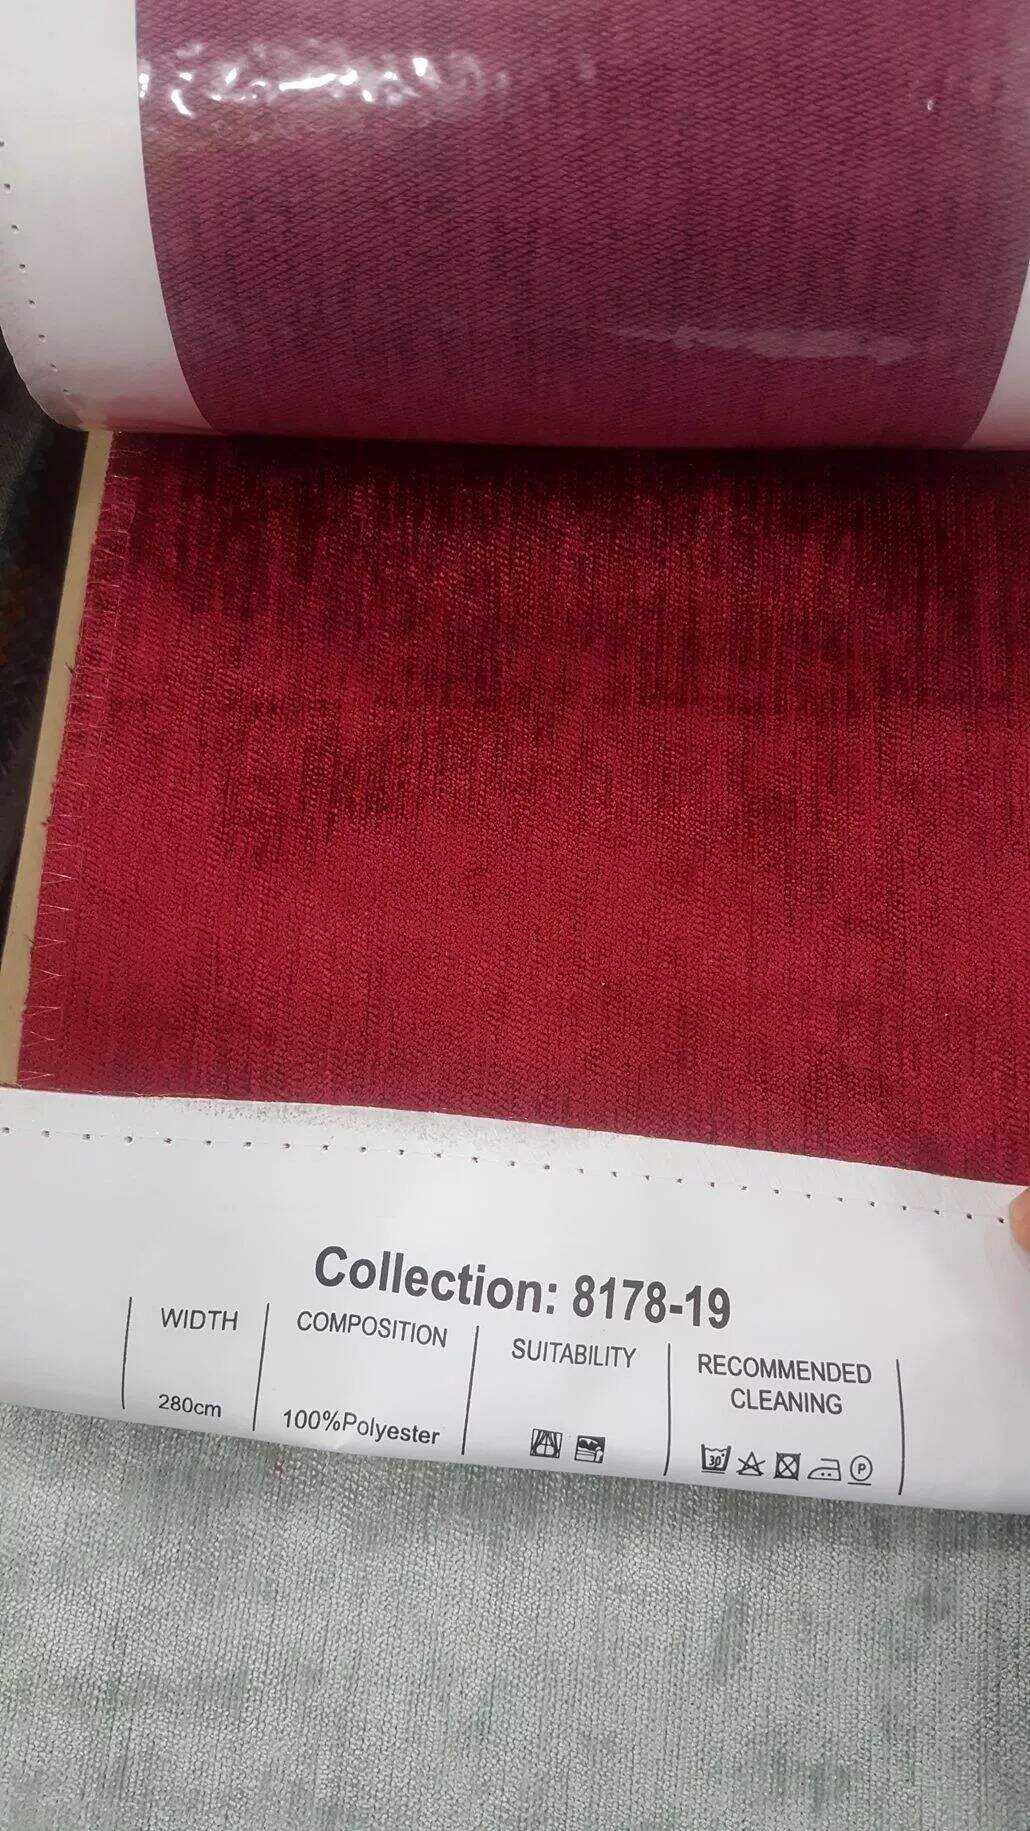 Collection: 8178-19
WIDTH
280cm
COMPOSITION
100%Polyester
SUITABILITY
RECOMMENDED
CLEANING
30°
P